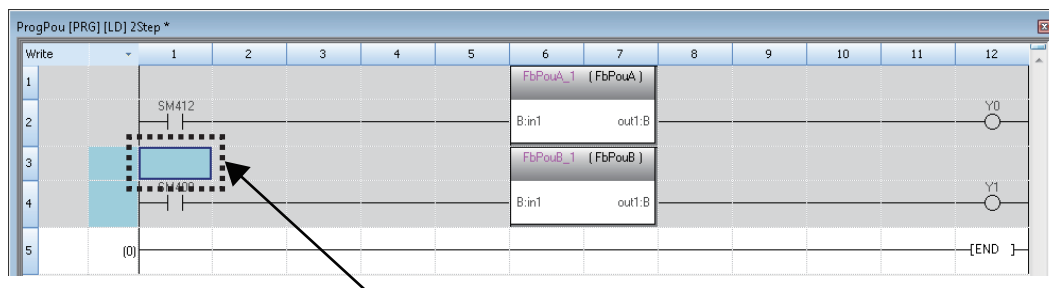 ProgPou [PRG] [LD] 2Step *
Write 1 2 3 4 5 6 7 8 9 10 11 12
1 FbPouA_1 (FbPouA)
SM412 Y0
2 B:in1 out1:B
3 FbPouB_1 (FbPouB)
SM409 Y1
4 B:in1 out1:B
5 (0) [END ]